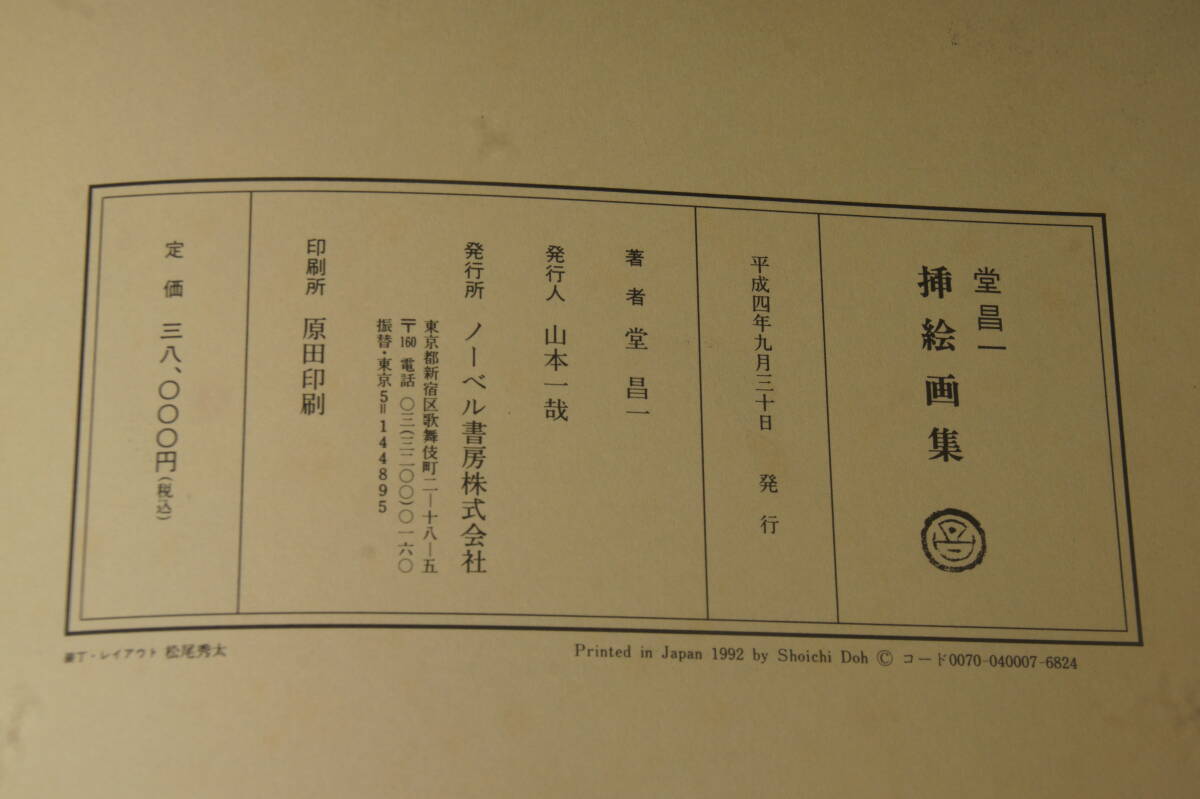 堂昌一
挿絵画集
平成四年九月三十日 発行
著者 堂 昌一
発行人 山本一哉
発行所 ノーベル書房株式会社
東京都新宿区歌舞伎町二―十八―五
〒160 電話 〇三(三二〇〇)〇一六〇
振替・東京5＝144895
印刷所 原田印刷
定価 三八、〇〇〇円(税込)
装丁・レイアウト 松尾秀太
Printed in Japan 1992 by Shoichi Doh © コード0070-040007-6824